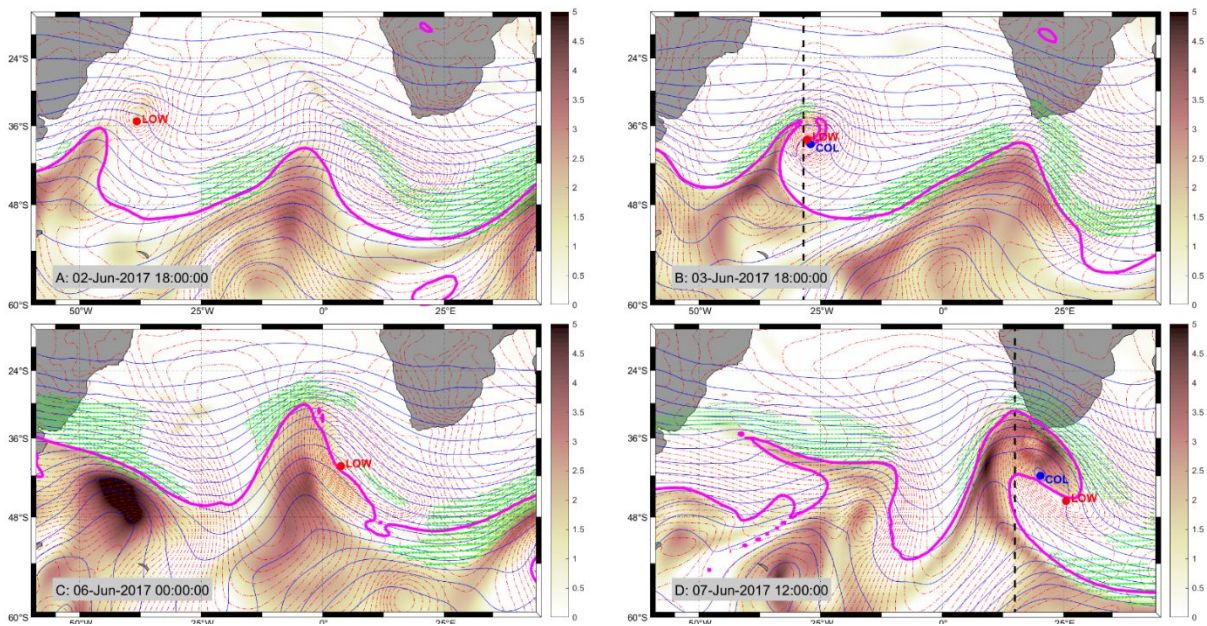 5
4.5
4
3.5
3
2.5
2
1.5
1
0.5
0
24°S
36°S
48°S
60°S
50°W
25°W
0°E
25°E
LOW
A: 02-Jun-2017 18:00:00
5
4.5
4
3.5
3
2.5
2
1.5
1
0.5
0
24°S
36°S
48°S
60°S
50°W
25°W
0°E
25°E
LOW
COL
B: 03-Jun-2017 18:00:00
5
4.5
4
3.5
3
2.5
2
1.5
1
0.5
0
24°S
36°S
48°S
60°S
50°W
25°W
0°E
25°E
LOW
C: 06-Jun-2017 00:00:00
5
4.5
4
3.5
3
2.5
2
1.5
1
0.5
0
24°S
36°S
48°S
60°S
50°W
25°W
0°E
25°E
COL
LOW
D: 07-Jun-2017 12:00:00